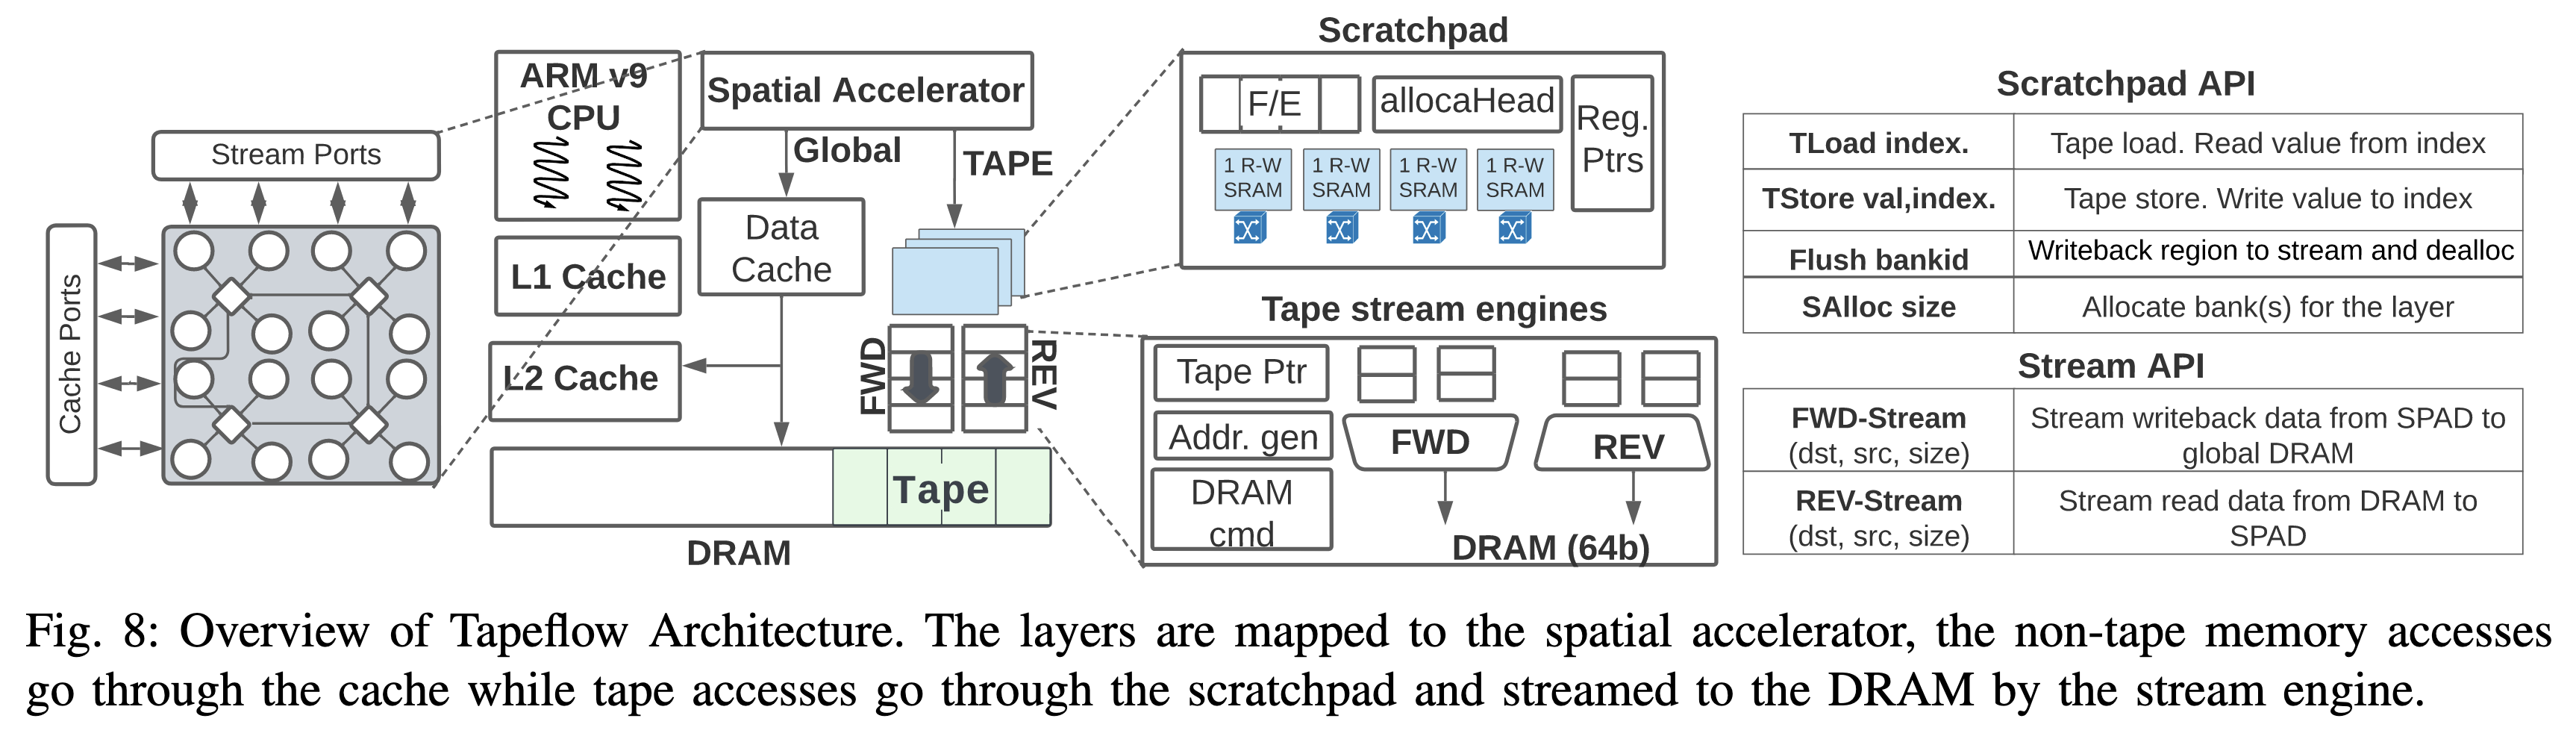 Stream Ports
Cache Ports
ARM v9
CPU
L1 Cache
L2 Cache
Spatial Accelerator
Global
TAPE
Data
Cache
FWD
REV
Tape
DRAM
Scratchpad
F/E
allocaHead
Reg.
Ptrs
1 R-W
SRAM
1 R-W
SRAM
1 R-W
SRAM
1 R-W
SRAM
Tape stream engines
Tape Ptr
Addr. gen
DRAM
cmd
FWD
REV
DRAM (64b)
Scratchpad API
TLoad index.
Tape load. Read value from index
TStore val,index.
Tape store. Write value to index
Flush bankid
Writeback region to stream and dealloc
SAlloc size
Allocate bank(s) for the layer
Stream API
FWD-Stream
(dst, src, size)
Stream writeback data from SPAD to
global DRAM
REV-Stream
(dst, src, size)
Stream read data from DRAM to
SPAD
Fig. 8: Overview of Tapeflow Architecture. The layers are mapped to the spatial accelerator, the non-tape memory accesses
go through the cache while tape accesses go through the scratchpad and streamed to the DRAM by the stream engine.